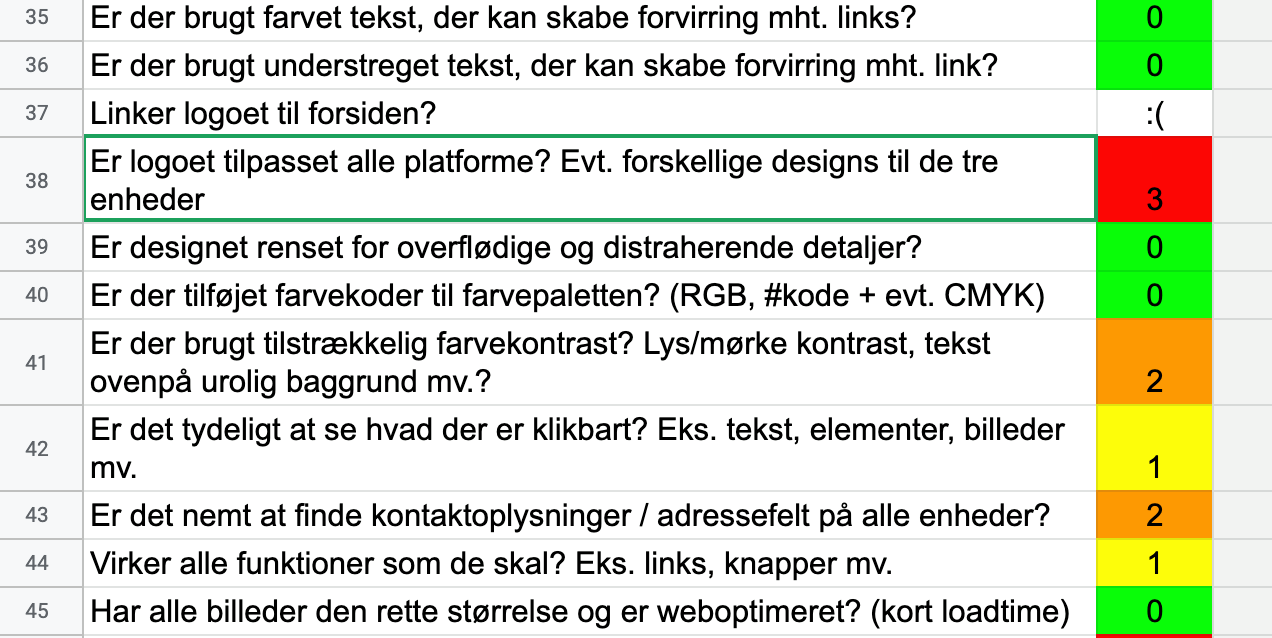 35 Er der brugt farvet tekst, der kan skabe forvirring mht. links? 0
36 Er der brugt understreget tekst, der kan skabe forvirring mht. link? 0
37 Linker logoet til forsiden? :(
38 Er logoet tilpasset alle platforme? Evt. forskellige designs til de tre
enheder 3
39 Er designet renset for overflødige og distraherende detaljer? 0
40 Er der tilføjet farvekoder til farvepaletten? (RGB, #kode + evt. CMYK) 0
41 Er der brugt tilstrækkelig farvekontrast? Lys/mørke kontrast, tekst
ovenpå urolig baggrund mv.? 2
42 Er det tydeligt at se hvad der er klikbart? Eks. tekst, elementer, billeder
mv. 1
43 Er det nemt at finde kontaktoplysninger / adressefelt på alle enheder? 2
44 Virker alle funktioner som de skal? Eks. links, knapper mv. 1
45 Har alle billeder den rette størrelse og er weboptimeret? (kort loadtime) 0